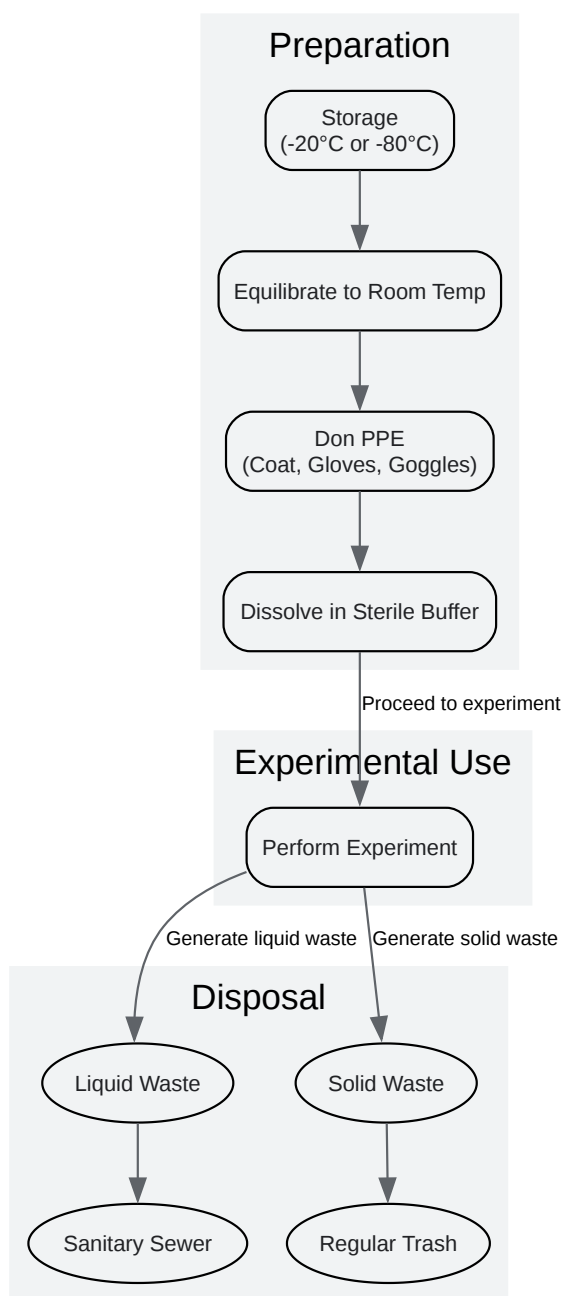 Preparation
Storage
(-20°C or -80°C)
Equilibrate to Room Temp
Don PPE
(Coat, Gloves, Goggles)
Dissolve in Sterile Buffer
Proceed to experiment
Experimental Use
Perform Experiment
Generate liquid waste
Generate solid waste
Disposal
Liquid Waste
Solid Waste
Sanitary Sewer
Regular Trash